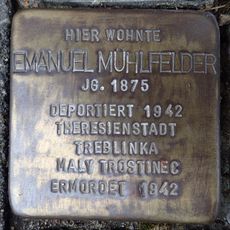 HIER WOHNTE
EMANUEL MÜHLFELDER
JG. 1875
DEPORTIERT 1942
THERESIENSTADT
TREBLINKA
MALY TROSTINEC
ERMORDET 1942